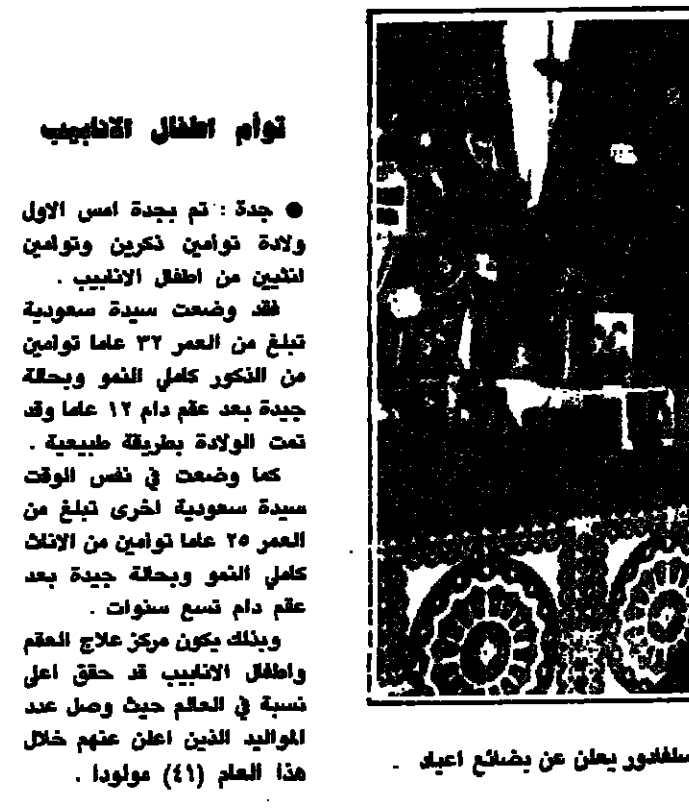 توأم اطفال الانابيب
● جدة : تم بجدة امس الاول
ولادة توأمين ذكرين وتوامين
انثيين من اطفال الانابيب .
فقد وضعت سيدة سعودية
تبلغ من العمر ٣٢ عاما توأمين
من الذكور كاملي النمو وبحالة
جيدة بعد عقم دام ١٢ عاما وقد
تمت الولادة بطريقة طبيعية .
كما وضعت في نفس الوقت
سيدة سعودية اخرى تبلغ من
العمر ٢٥ عاما توأمين من الاناث
كاملي النمو وبحالة جيدة بعد
عقم دام تسع سنوات .
وبذلك يكون مركز علاج العقم
واطفال الانابيب قد حقق اعلى
نسبة في العالم حيث وصل عدد
المواليد الذين اعلن عنهم خلال
هذا العام (٤١) مولودا .
سلفادور يعلن عن بضائع اعياد